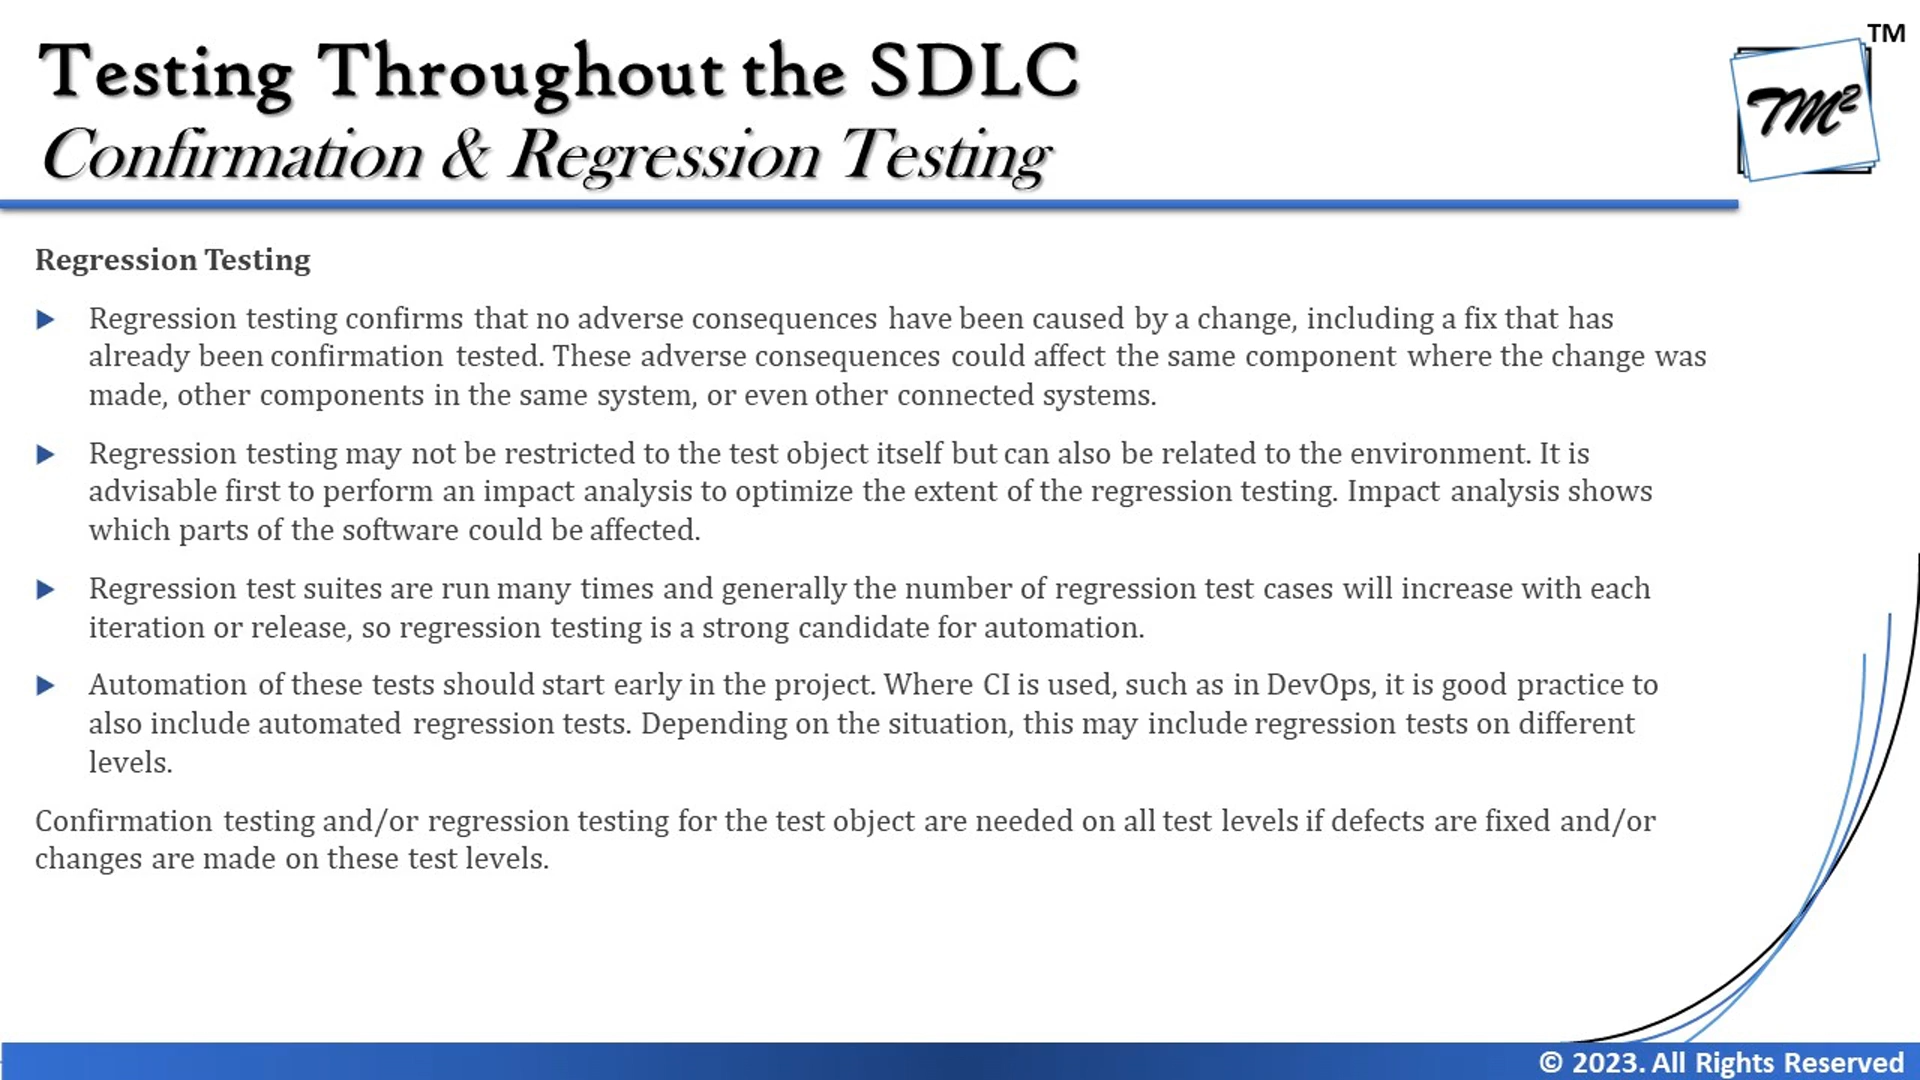 Testing Throughout the SDLC
Confirmation & Regression Testing
TM
TM²
Regression Testing
Regression testing confirms that no adverse consequences have been caused by a change, including a fix that has
already been confirmation tested. These adverse consequences could affect the same component where the change was
made, other components in the same system, or even other connected systems.
Regression testing may not be restricted to the test object itself but can also be related to the environment. It is
advisable first to perform an impact analysis to optimize the extent of the regression testing. Impact analysis shows
which parts of the software could be affected.
Regression test suites are run many times and generally the number of regression test cases will increase with each
iteration or release, so regression testing is a strong candidate for automation.
Automation of these tests should start early in the project. Where CI is used, such as in DevOps, it is good practice to
also include automated regression tests. Depending on the situation, this may include regression tests on different
levels.
Confirmation testing and/or regression testing for the test object are needed on all test levels if defects are fixed and/or
changes are made on these test levels.
© 2023. All Rights Reserved